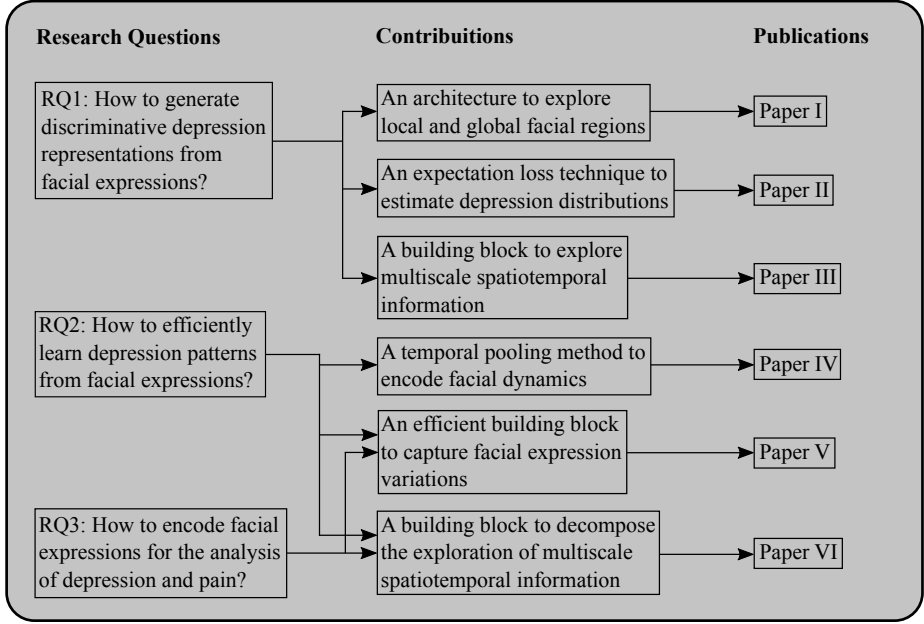 Research Questions
Contribuitions
Publications
RQ1: How to generate
discriminative depression
representations from
facial expressions?
An architecture to explore
local and global facial regions
Paper I
An expectation loss technique to
estimate depression distributions
Paper II
A building block to explore
multiscale spatiotemporal
information
Paper III
RQ2: How to efficiently
learn depression patterns
from facial expressions?
A temporal pooling method to
encode facial dynamics
Paper IV
An efficient building block
to capture facial expression
variations
Paper V
RQ3: How to encode facial
expressions for the analysis
of depression and pain?
A building block to decompose
the exploration of multiscale
spatiotemporal information
Paper VI